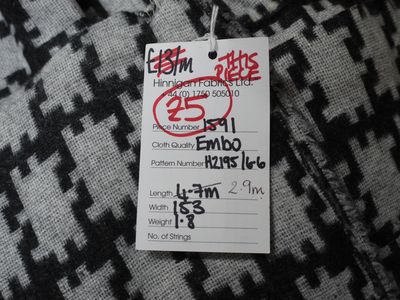 £13/m THIS
PIECE
Hinnigan Fabrics Ltd.
+44 (0) 1750 505010
25
Piece Number 1591
Cloth Quality Embo
Pattern Number H2195/6-6
Length 4.7m 2.9m
Width 153
Weight 1.8
No. of Strings